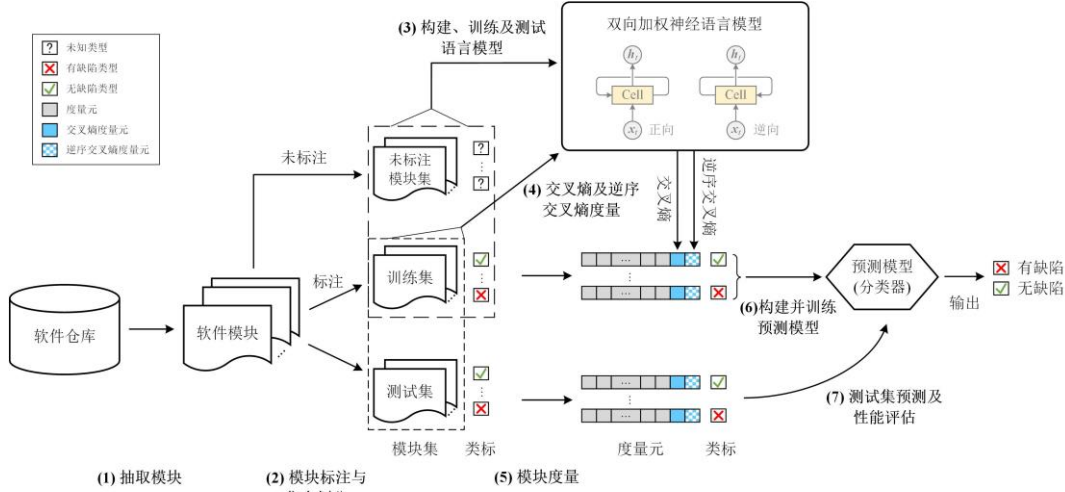 ? 未知类型
有缺陷类型
无缺陷类型
度量元
交叉熵度量元
逆序交叉熵度量元
(3) 构建、训练及测试
语言模型
双向加权神经语言模型
h_t
h_t
Cell
Cell
x_t 正向
x_t 逆向
未标注
未标注
模块集
?
⋮
?
(4) 交叉熵及逆序
交叉熵度量
交叉熵
逆序交叉熵
软件仓库
软件模块
标注
训练集
⋮
...
⋮
...
预测模型
(分类器)
输出
有缺陷
无缺陷
(6)构建并训练
预测模型
测试集
⋮
...
⋮
...
(7) 测试集预测及
性能评估
模块集
类标
度量元
类标
(1) 抽取模块
(2) 模块标注与
(5) 模块度量